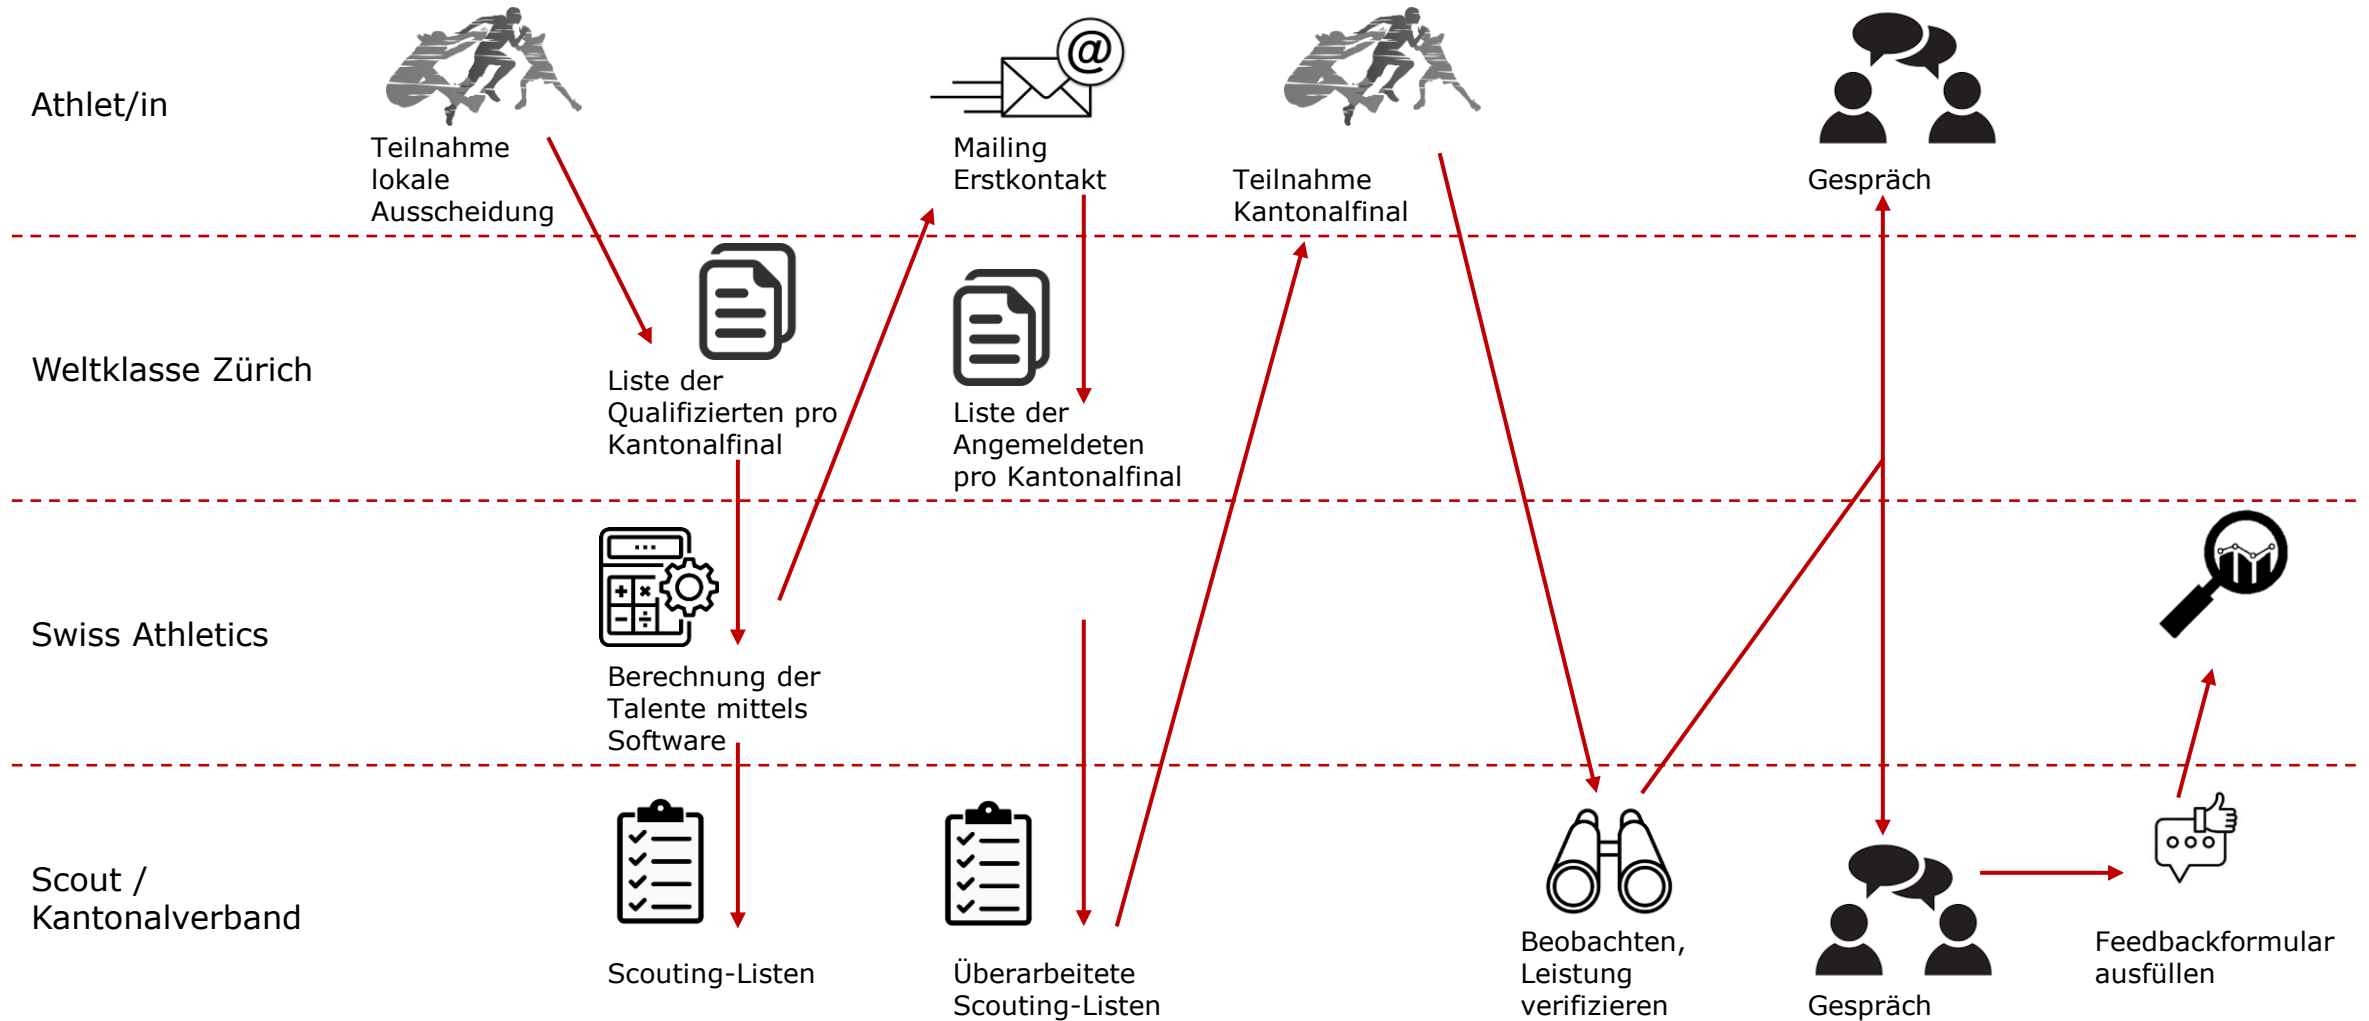 Athlet/in
Teilnahme
lokale
Ausscheidung
@
Mailing
Erstkontakt
Teilnahme
Kantonalfinal
Gespräch
Weltklasse Zürich
Liste der
Qualifizierten pro
Kantonalfinal
Liste der
Angemeldeten
pro Kantonalfinal
Swiss Athletics
Berechnung der
Talente mittels
Software
Scout /
Kantonalverband
Scouting-Listen
Überarbeitete
Scouting-Listen
Beobachten,
Leistung
verifizieren
Gespräch
Feedbackformular
ausfüllen